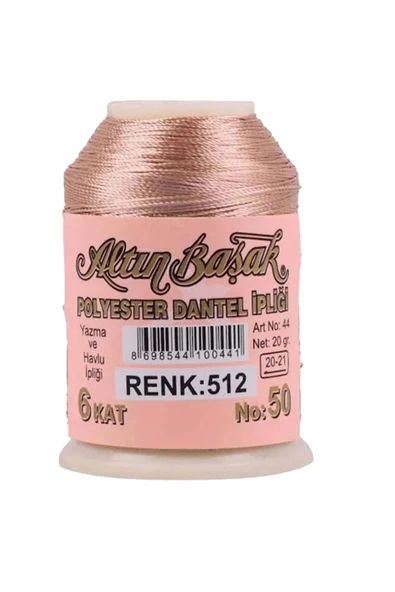 Altın Başak®
POLYESTER DANTEL İPLİĞİ
Yazma
ve
Havlu
İpliği
8 698544 100441
Art No: 44
Net: 20 gr.
20-21
RENK:512
6 KAT
No: 50